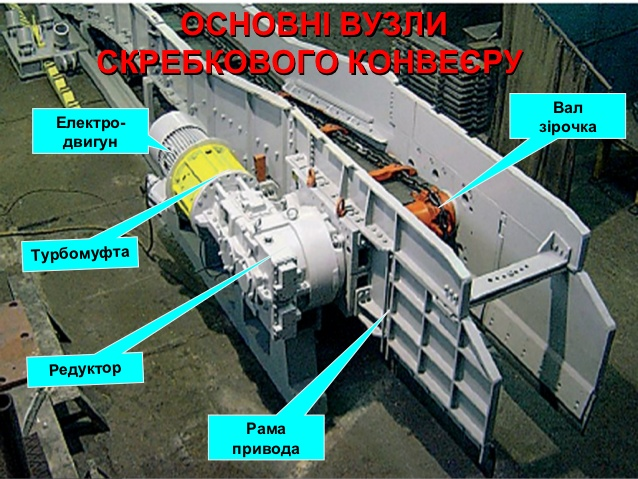 ОСНОВНІ ВУЗЛИ
СКРЕБКОВОГО КОНВЕЄРУ
Електро-
двигун
Вал
зірочка
Турбомуфта
Редуктор
Рама
привода